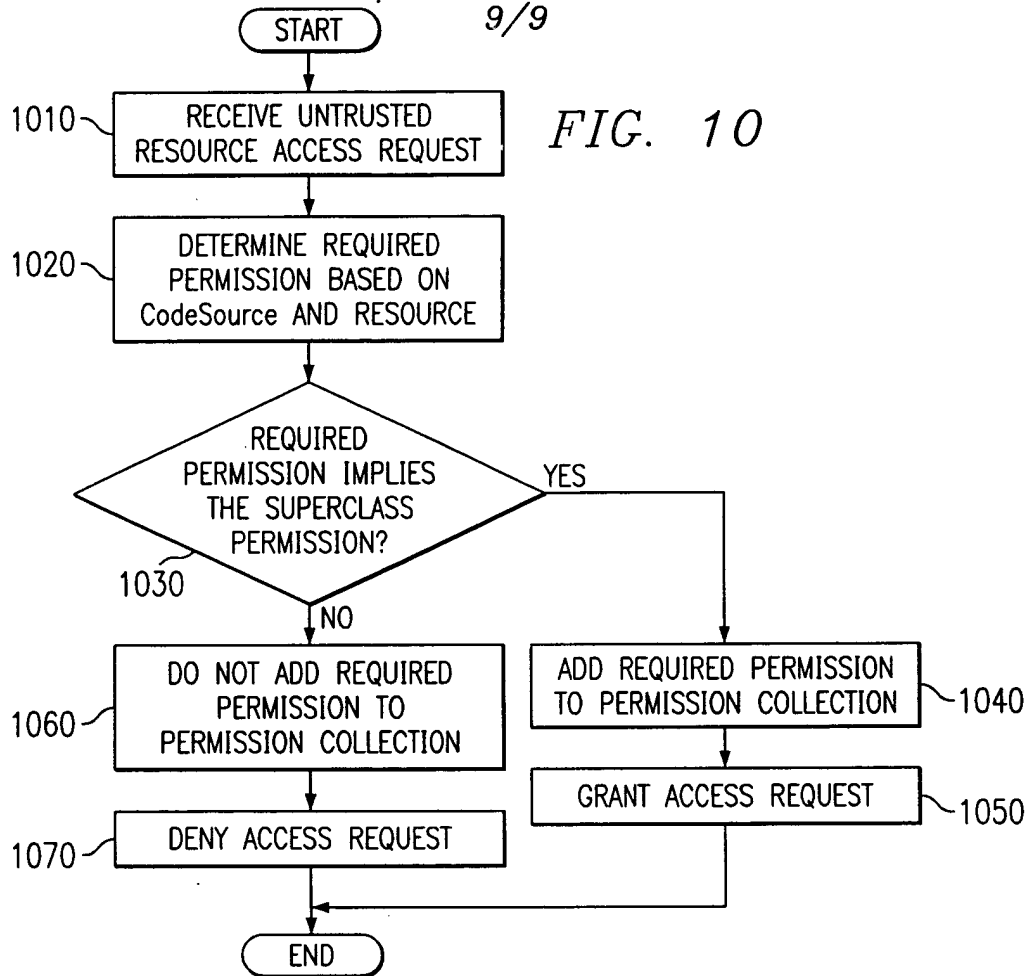 9/9
START
FIG. 10
1010
RECEIVE UNTRUSTED
RESOURCE ACCESS REQUEST
1020
DETERMINE REQUIRED
PERMISSION BASED ON
CodeSource AND RESOURCE
REQUIRED
PERMISSION IMPLIES
THE SUPERCLASS
PERMISSION?
YES
1030
NO
DO NOT ADD REQUIRED
PERMISSION TO
PERMISSION COLLECTION
1060
ADD REQUIRED PERMISSION
TO PERMISSION COLLECTION
1040
GRANT ACCESS REQUEST
1050
DENY ACCESS REQUEST
1070
END